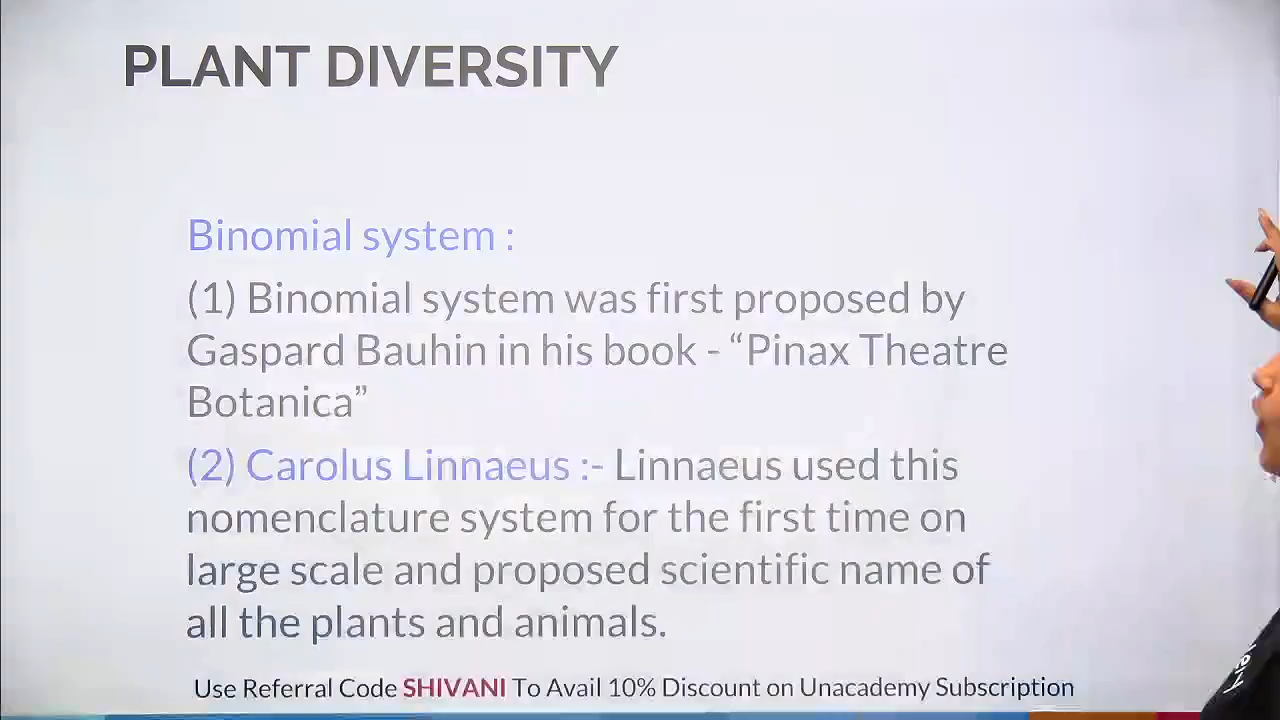 PLANT DIVERSITY
Binomial system :
(1) Binomial system was first proposed by
Gaspard Bauhin in his book - “Pinax Theatre
Botanica”
(2) Carolus Linnaeus :- Linnaeus used this
nomenclature system for the first time on
large scale and proposed scientific name of
all the plants and animals.
Use Referral Code SHIVANI To Avail 10% Discount on Unacademy Subscription